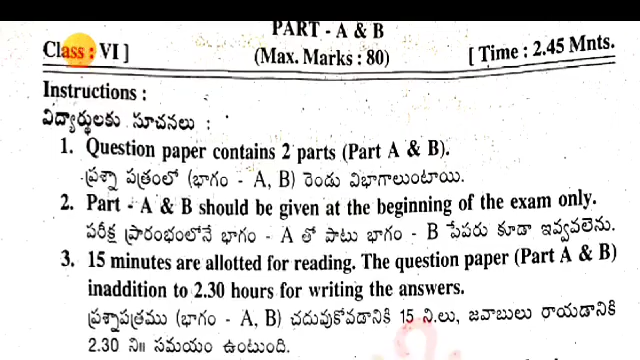 PART - A & B
Class : VI ] (Max. Marks : 80) [ Time : 2.45 Mnts.
Instructions :
విద్యార్థులకు సూచనలు :
1. Question paper contains 2 parts (Part A & B).
ప్రశ్నా పత్రంలో (భాగం - A, B) రెండు విభాగాలుంటాయి.
2. Part - A & B should be given at the beginning of the exam only.
పరీక్ష ప్రారంభంలోనే భాగం - A తో పాటు భాగం - B పేపరు కూడా ఇవ్వవలెను.
3. 15 minutes are allotted for reading. The question paper (Part A & B)
inaddition to 2.30 hours for writing the answers.
ప్రశ్నాపత్రము (భాగం - A, B) చదువుకోవడానికి 15 ని.లు, జవాబులు రాయడానికి
2.30 ని॥ సమయం ఉంటుంది.